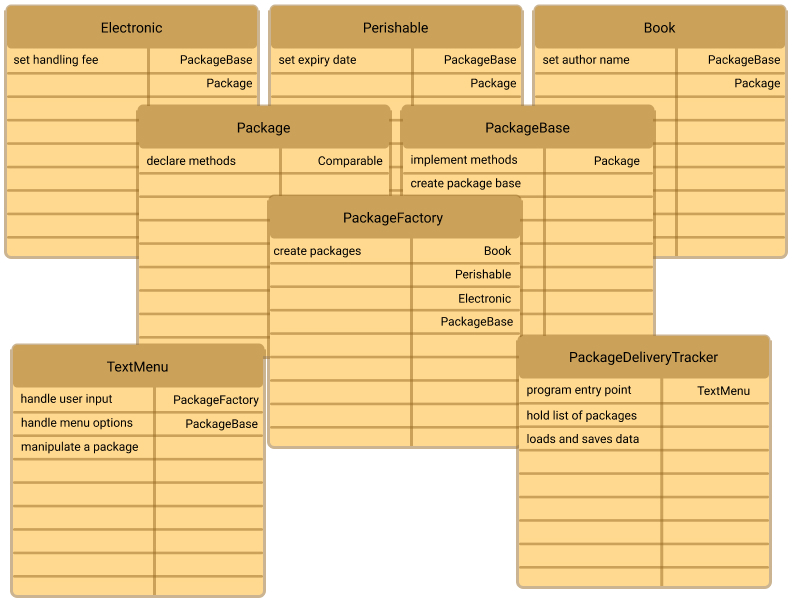 Electronic
set handling fee PackageBase
Package
Perishable
set expiry date PackageBase
Package
Book
set author name PackageBase
Package
Package
declare methods Comparable
PackageBase
implement methods Package
create package base
PackageFactory
create packages Book
Perishable
Electronic
PackageBase
TextMenu
handle user input PackageFactory
handle menu options PackageBase
manipulate a package
PackageDeliveryTracker
program entry point TextMenu
hold list of packages
loads and saves data